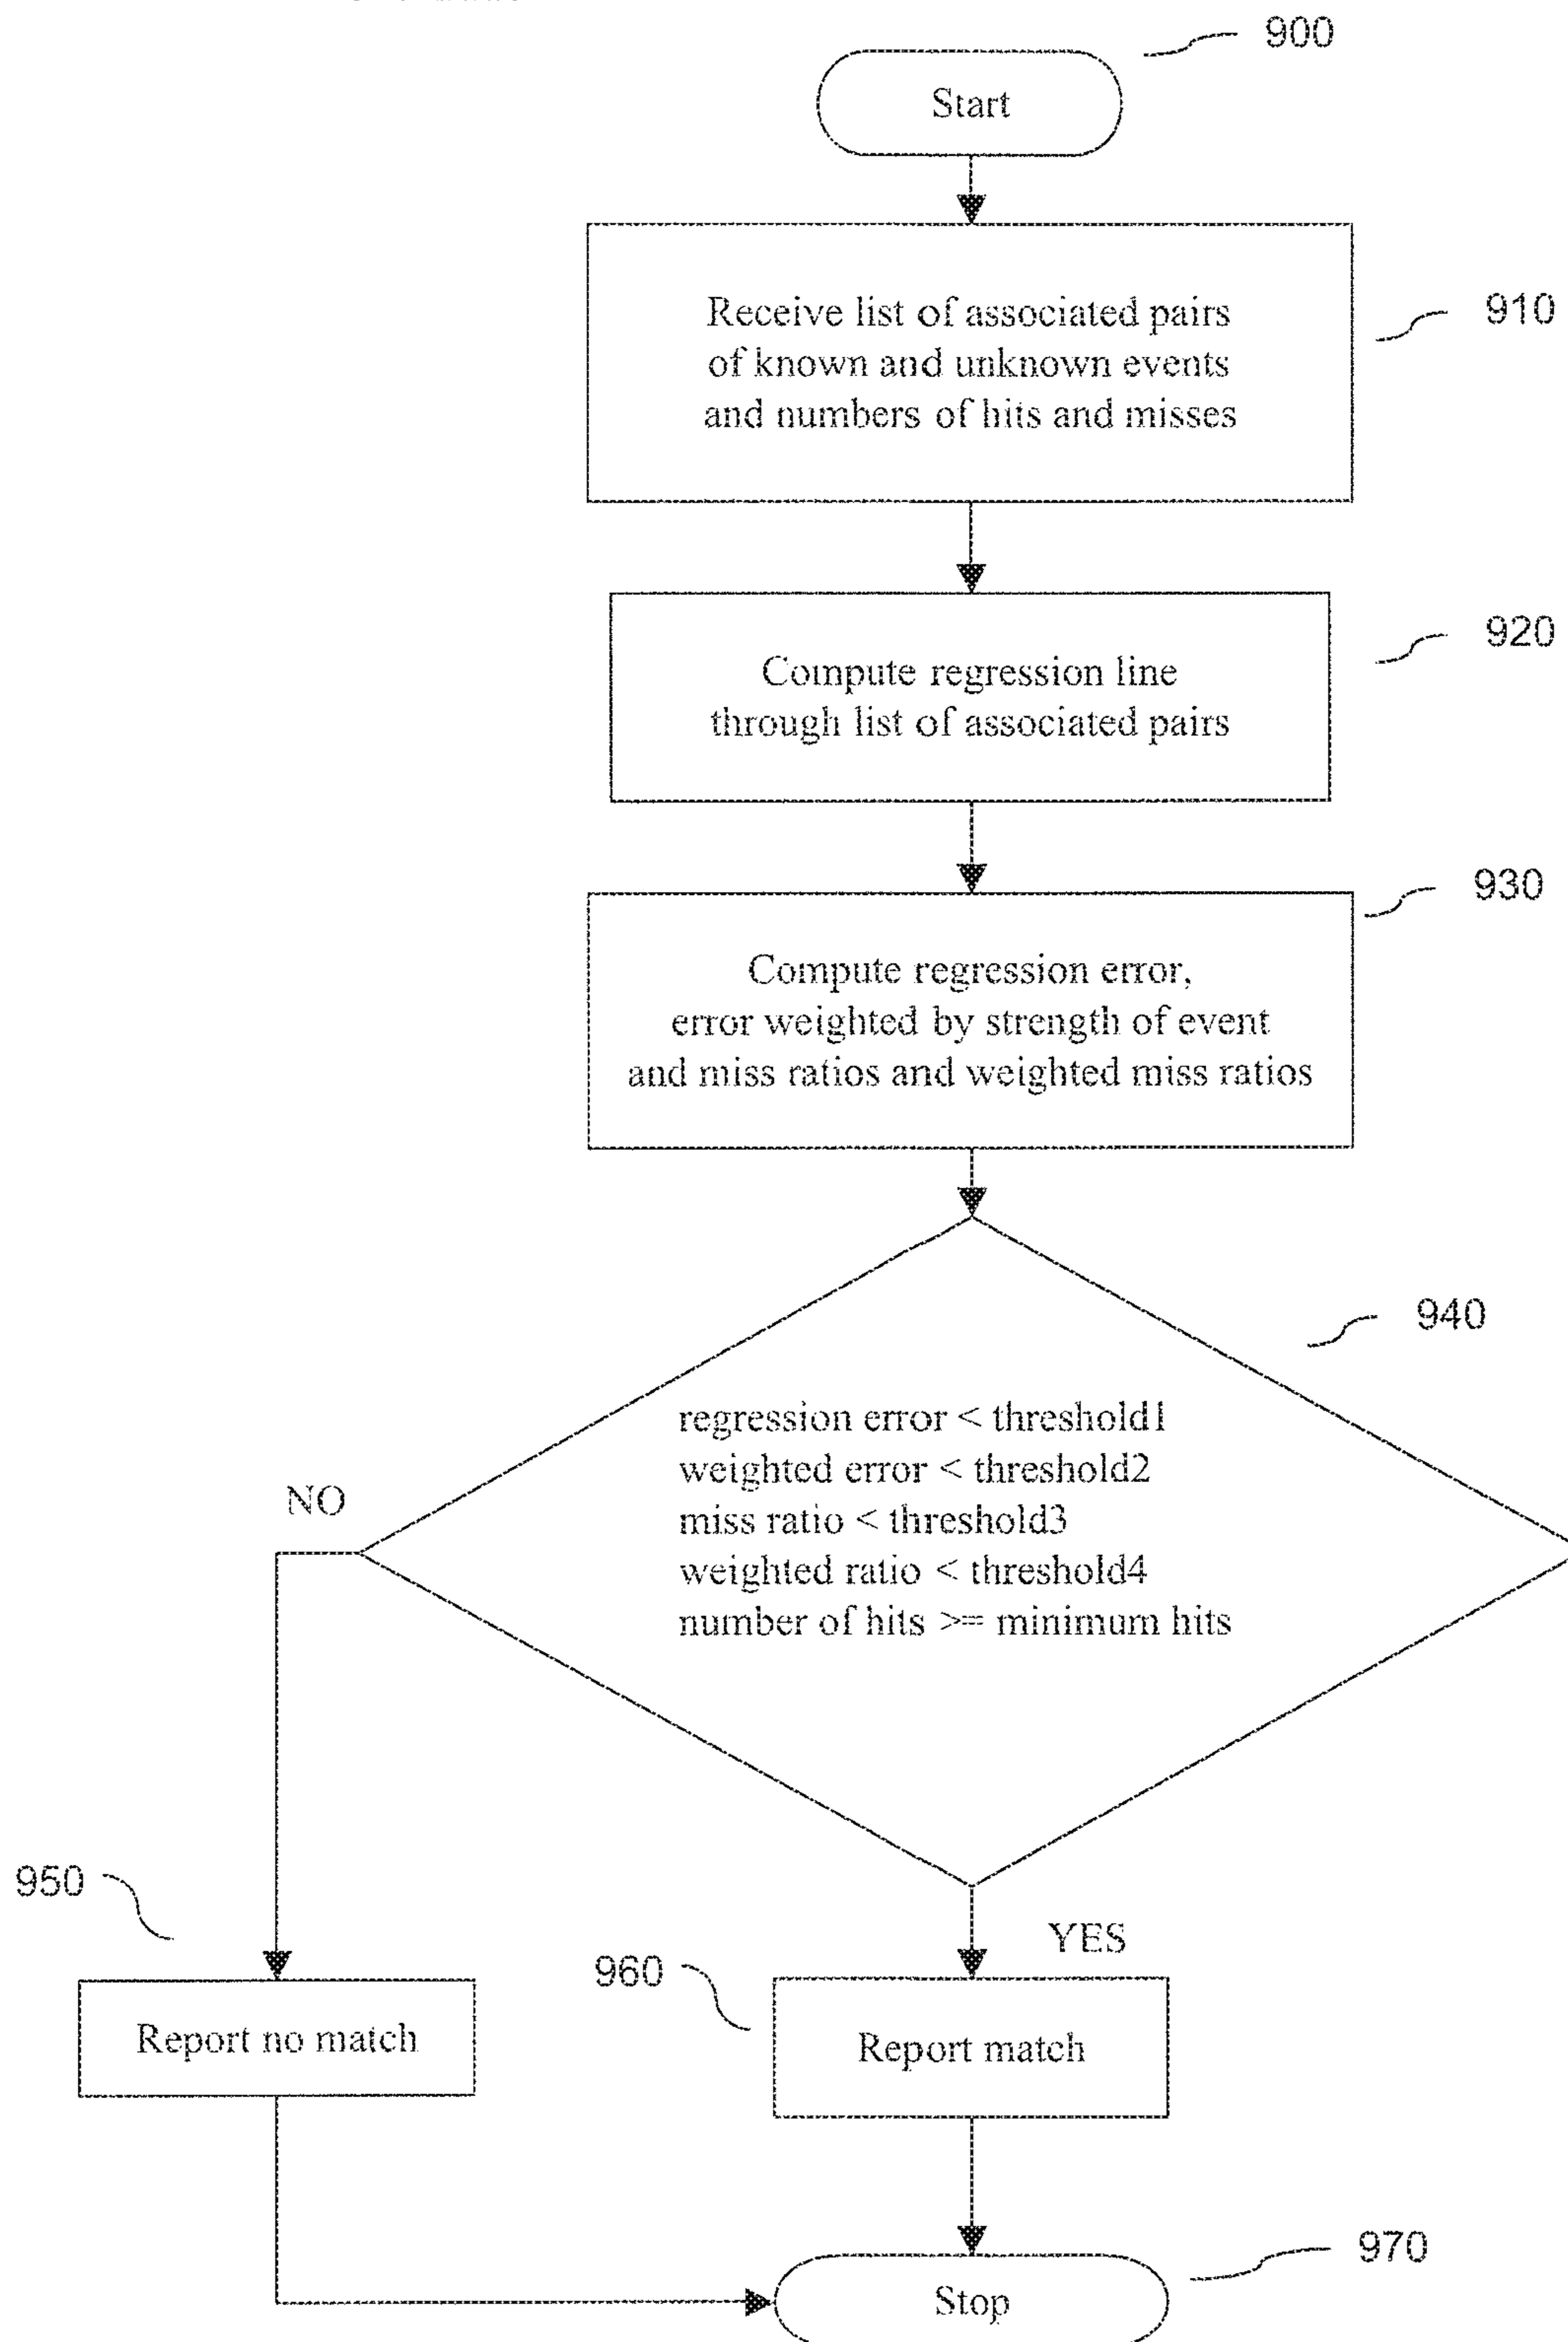 900
Start
910
Receive list of associated pairs
of known and unknown events
and numbers of hits and misses
920
Compute regression line
through list of associated pairs
930
Compute regression error,
error weighted by strength of event
and miss ratios and weighted miss ratios
940
regression error < threshold1
weighted error < threshold2
miss ratio < threshold3
weighted ratio < threshold4
number of hits >= minimum hits
NO
YES
950
Report no match
960
Report match
970
Stop